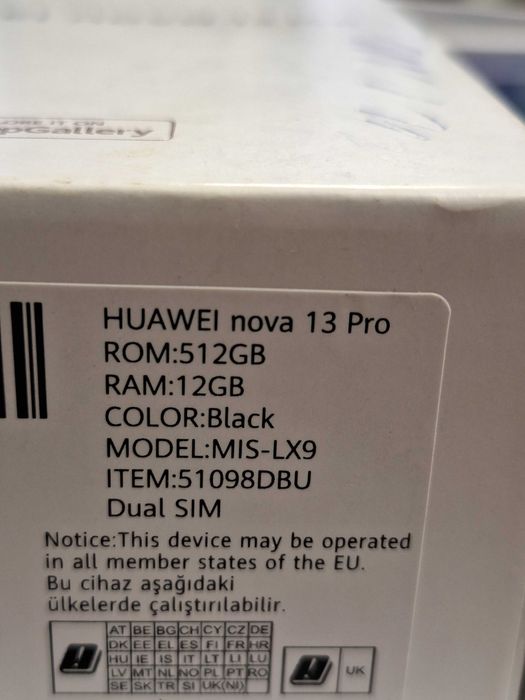 HUAWEI nova 13 Pro
ROM:512GB
RAM:12GB
COLOR:Black
MODEL:MIS-LX9
ITEM:51098DBU
Dual SIM
Notice:This device may be operated
in all member states of the EU.
Bu cihaz aşağıdaki
ülkelerde çalıştırılabilir.
AT BE BG CH CY CZ DE
DK EE EL ES FI FR HR
HU IE IS IT LT LI LU
LV MT NL NO PL PT RO
SE SK TR SI UK(NI)
UK